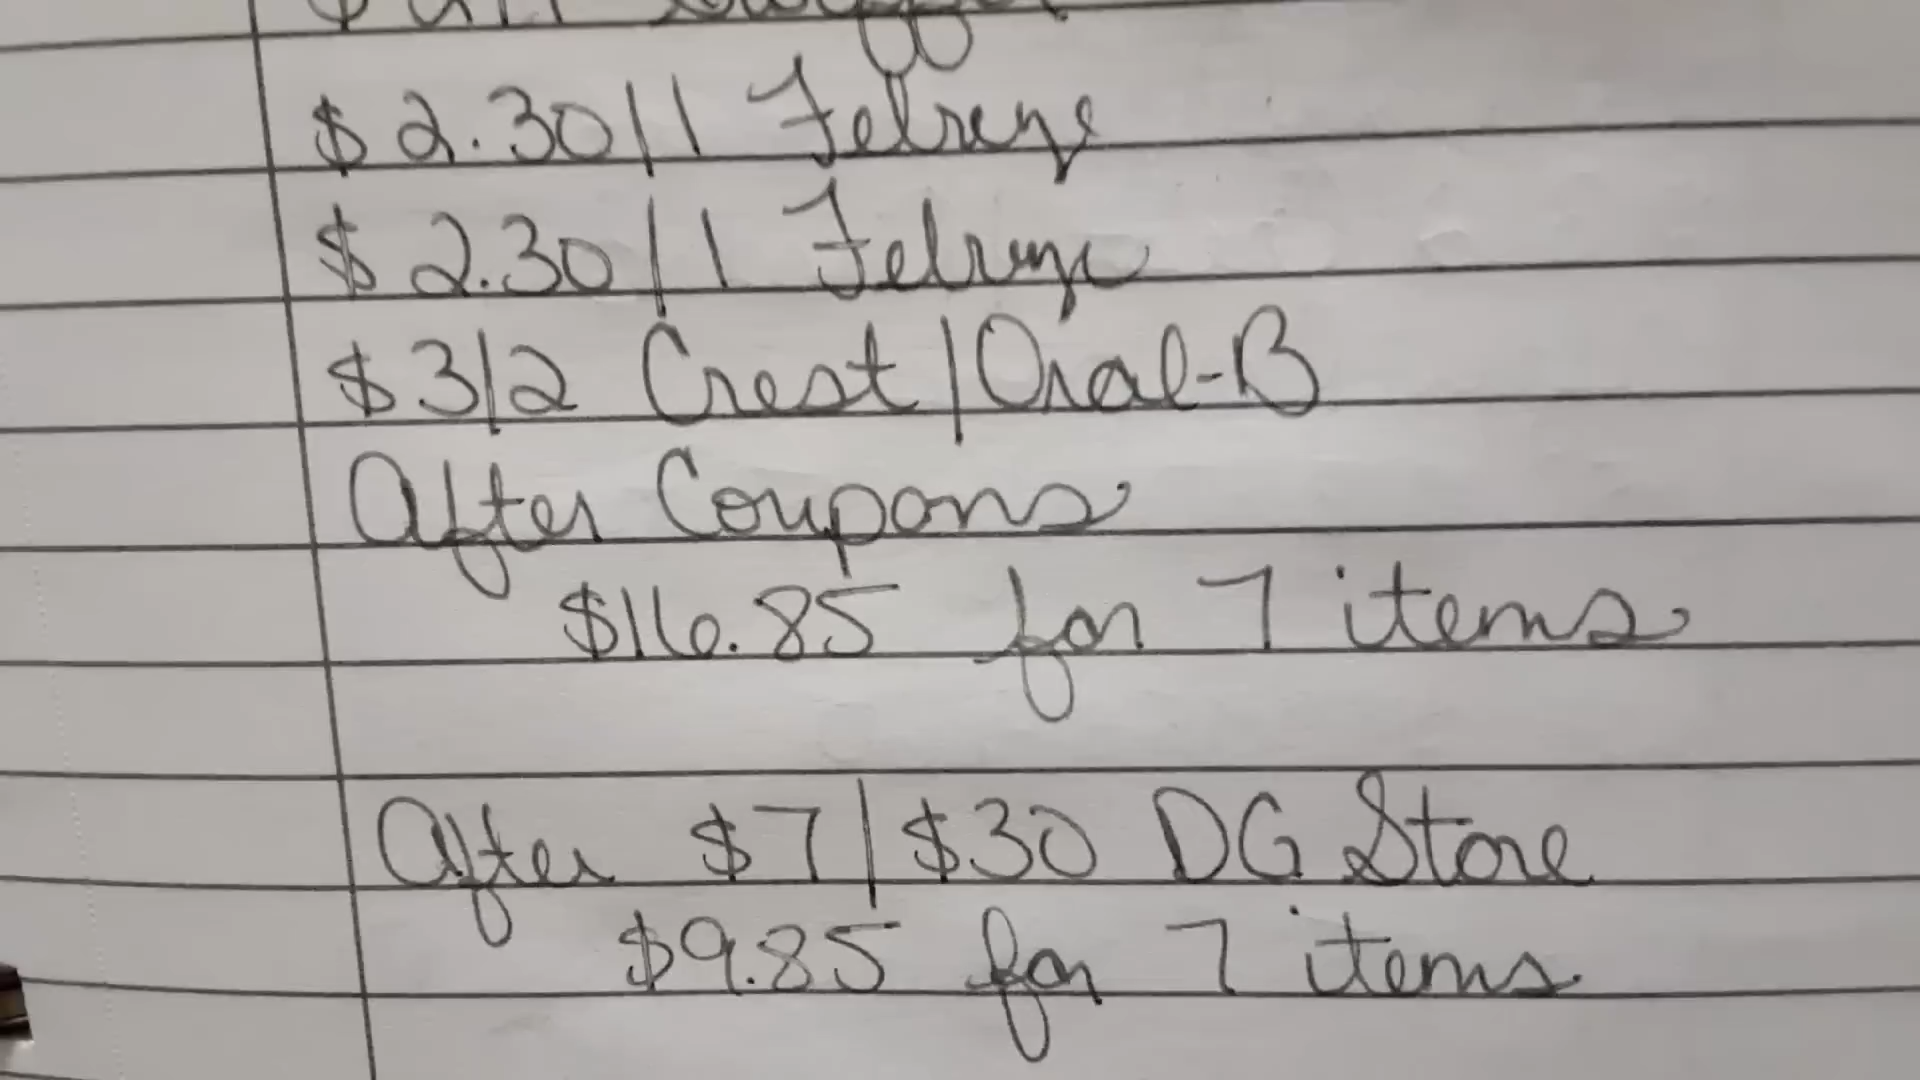 $2.30/1 Febreze
$2.30/1 Febreze
$3/2 Crest/Oral-B
After Coupons
$16.85 for 7 items
After $7/$30 DG Store
$9.85 for 7 items